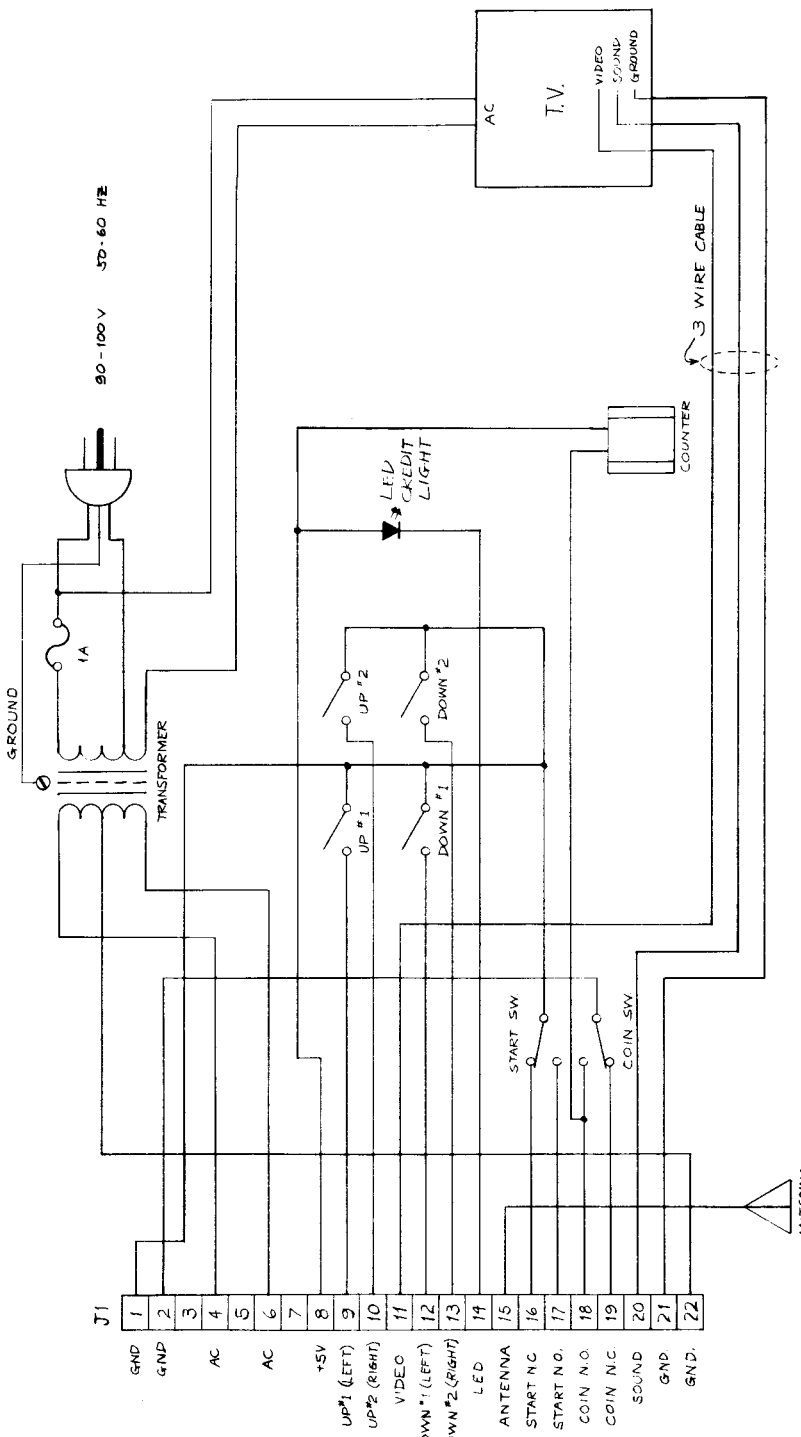 GROUND
1A
TRANSFORMER
90-100 V 50-60 HZ
AC
T.V.
VIDEO
SOUND
GROUND
3 WIRE CABLE
COUNTER
LED
CREDIT
LIGHT
UP #2
DOWN #2
UP #1
DOWN #1
START SW.
COIN SW.
J1
GND 1
GND 2
3
AC 4
5
AC 6
7
+5V 8
UP#1 (LEFT) 9
UP#2 (RIGHT) 10
VIDEO 11
OWN #1 (LEFT) 12
WN #2 (RIGHT) 13
LED 14
ANTENNA 15
START N.C 16
START N.O. 17
COIN N.O. 18
COIN N.C. 19
SOUND 20
GND. 21
GND. 22